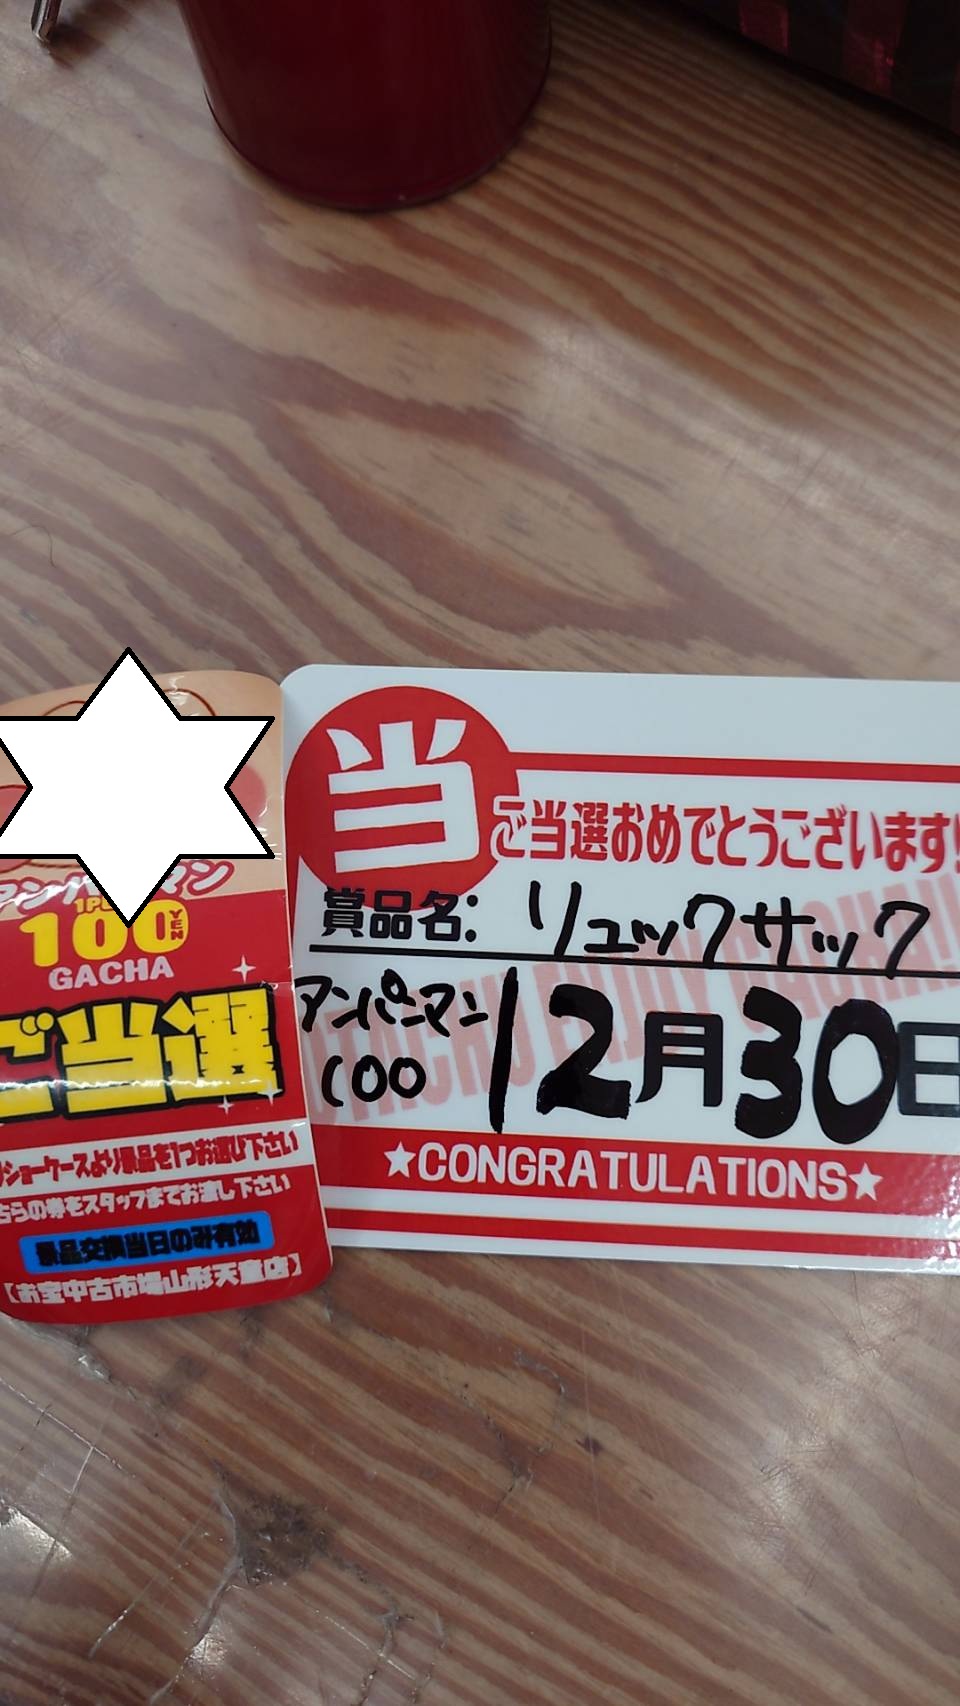 アンパンマン
1PLAY
100YEN
GACHA
ご当選
ショーケースより景品を1つお選び下さい
こちらの券をスタッフまでお渡し下さい
景品交換当日のみ有効
【お宝中古市場山形天童店】
当
ご当選おめでとうございます!
賞品名: リュックサック
アンパンマン
100
12月30日
★CONGRATULATIONS★